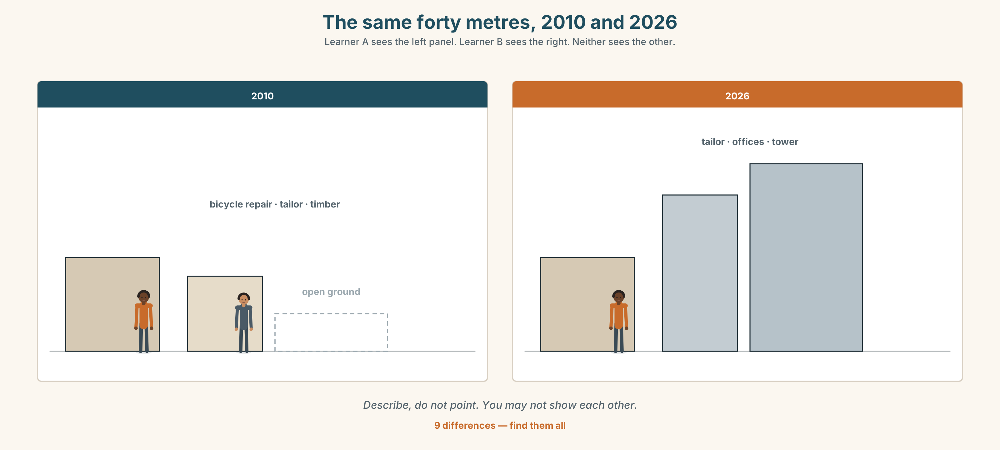 The same forty metres, 2010 and 2026
Learner A sees the left panel. Learner B sees the right. Neither sees the other.
2010
bicycle repair · tailor · timber
open ground
2026
tailor · offices · tower
Describe, do not point. You may not show each other.
9 differences — find them all